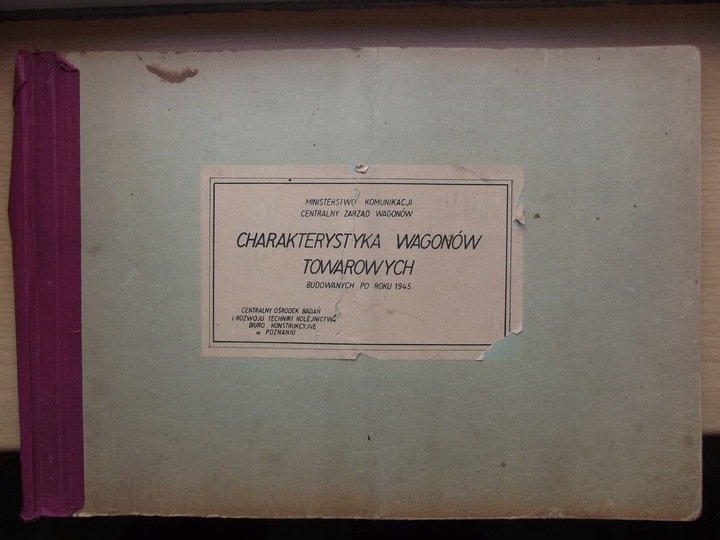 MINISTERSTWO KOMUNIKACJI
CENTRALNY ZARZĄD WAGONÓW
CHARAKTERYSTYKA WAGONÓW
TOWAROWYCH
BUDOWANYCH PO ROKU 1945.
CENTRALNY OŚRODEK BADAŃ
i ROZWOJU TECHNIKI KOLEJNICTWA
BIURO KONSTRUKCYJNE
w POZNANIU